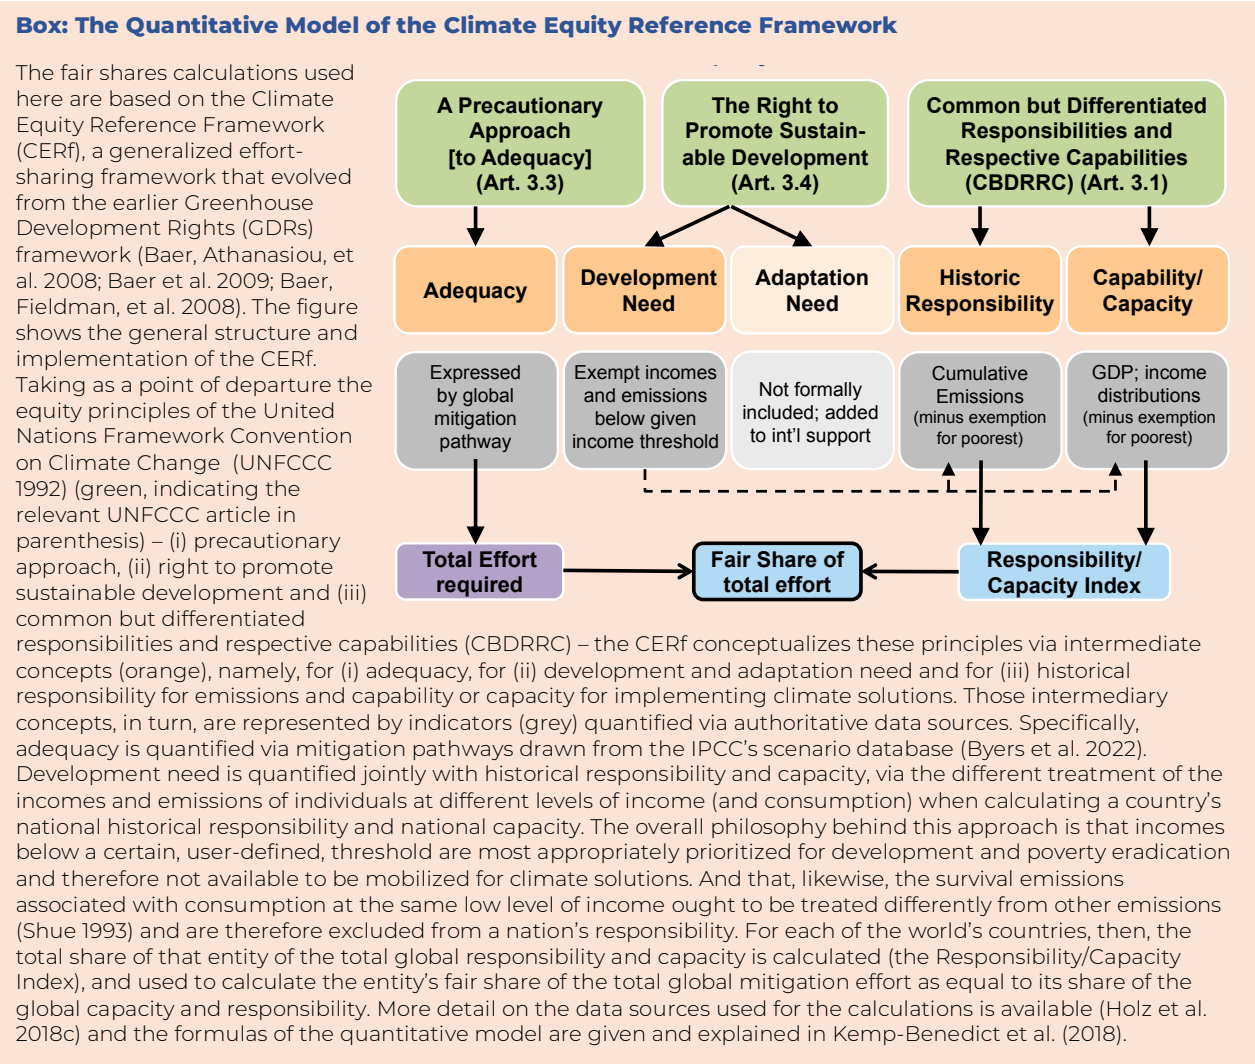 Box: The Quantitative Model of the Climate Equity Reference Framework
The fair shares calculations used
here are based on the Climate
Equity Reference Framework
(CERf), a generalized effort-
sharing framework that evolved
from the earlier Greenhouse
Development Rights (GDRs)
framework (Baer, Athanasiou, et
al. 2008; Baer et al. 2009; Baer,
Fieldman, et al. 2008). The figure
shows the general structure and
implementation of the CERf.
Taking as a point of departure the
equity principles of the United
Nations Framework Convention
on Climate Change (UNFCCC
1992) (green, indicating the
relevant UNFCCC article in
parenthesis) – (i) precautionary
approach, (ii) right to promote
sustainable development and (iii)
common but differentiated
A Precautionary
Approach
[to Adequacy]
(Art. 3.3)
The Right to
Promote Sustain-
able Development
(Art. 3.4)
Common but Differentiated
Responsibilities and
Respective Capabilities
(CBDRRC) (Art. 3.1)
Adequacy
Development
Need
Adaptation
Need
Historic
Responsibility
Capability/
Capacity
Expressed
by global
mitigation
pathway
Exempt incomes
and emissions
below given
income threshold
Not formally
included; added
to int'l support
Cumulative
Emissions
(minus exemption
for poorest)
GDP; income
distributions
(minus exemption
for poorest)
Total Effort
required
Fair Share of
total effort
Responsibility/
Capacity Index
responsibilities and respective capabilities (CBDRRC) – the CERf conceptualizes these principles via intermediate
concepts (orange), namely, for (i) adequacy, for (ii) development and adaptation need and for (iii) historical
responsibility for emissions and capability or capacity for implementing climate solutions. Those intermediary
concepts, in turn, are represented by indicators (grey) quantified via authoritative data sources. Specifically,
adequacy is quantified via mitigation pathways drawn from the IPCC's scenario database (Byers et al. 2022).
Development need is quantified jointly with historical responsibility and capacity, via the different treatment of the
incomes and emissions of individuals at different levels of income (and consumption) when calculating a country's
national historical responsibility and national capacity. The overall philosophy behind this approach is that incomes
below a certain, user-defined, threshold are most appropriately prioritized for development and poverty eradication
and therefore not available to be mobilized for climate solutions. And that, likewise, the survival emissions
associated with consumption at the same low level of income ought to be treated differently from other emissions
(Shue 1993) and are therefore excluded from a nation's responsibility. For each of the world's countries, then, the
total share of that entity of the total global responsibility and capacity is calculated (the Responsibility/Capacity
Index), and used to calculate the entity's fair share of the total global mitigation effort as equal to its share of the
global capacity and responsibility. More detail on the data sources used for the calculations is available (Holz et al.
2018c) and the formulas of the quantitative model are given and explained in Kemp-Benedict et al. (2018).